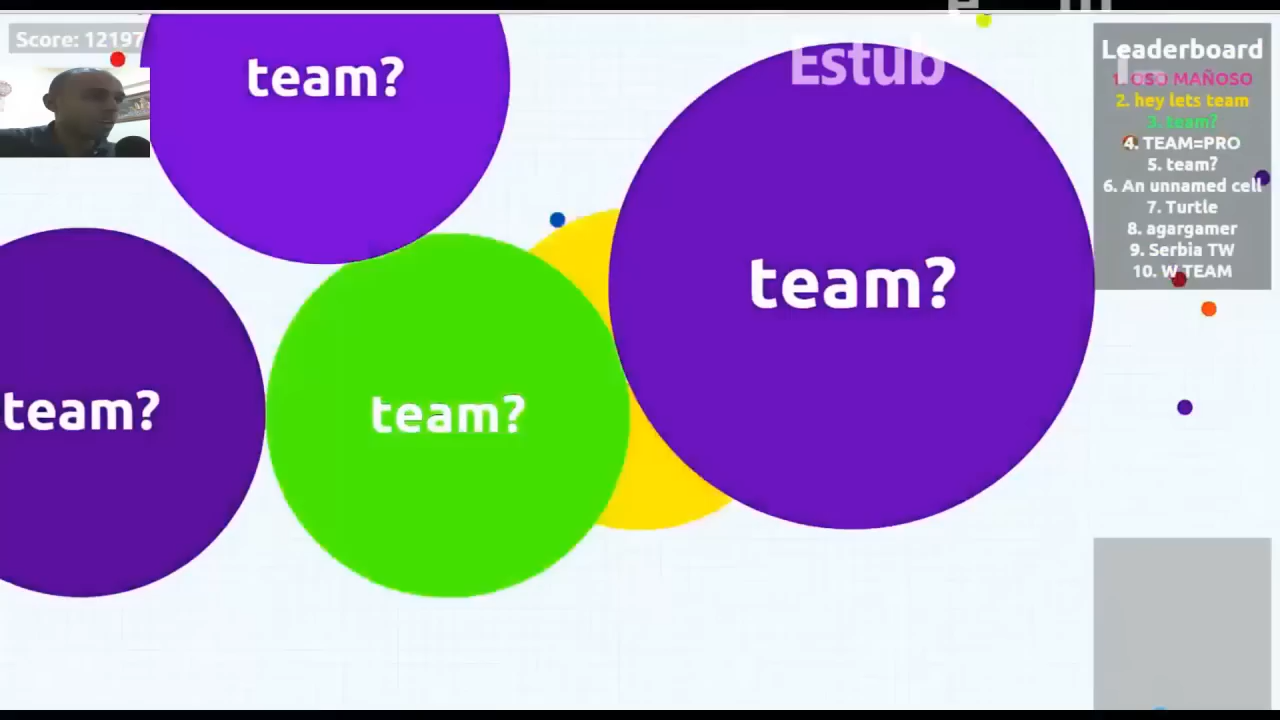 Score: 12197
team?
Estub
team?
team?
team?
Leaderboard
1. OSO MAÑOSO
2. hey lets team
3. team?
4. TEAM=PRO
5. team?
6. An unnamed cell
7. Turtle
8. agargamer
9. Serbia TW
10. W TEAM